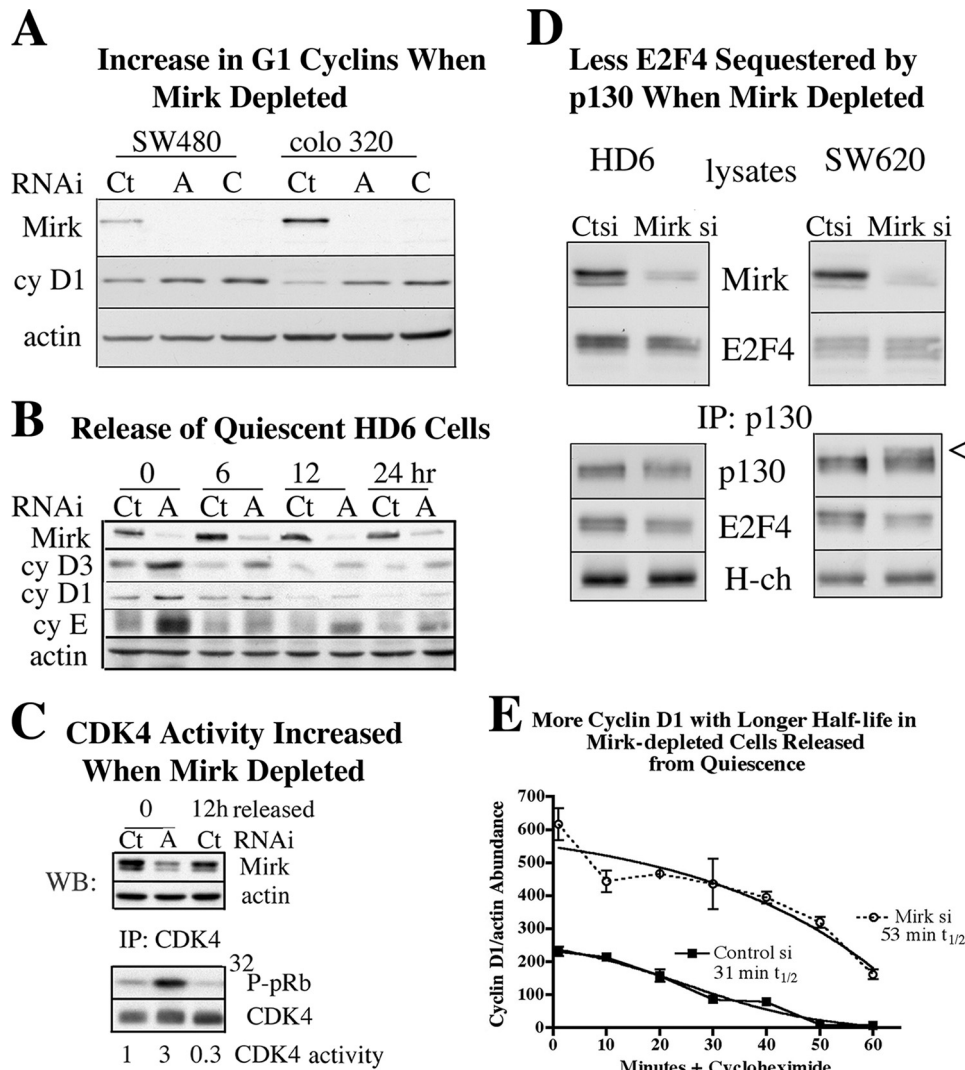 A
Increase in G1 Cyclins When
Mirk Depleted
SW480 colo 320
RNAi Ct A C Ct A C
Mirk
cy D1
actin
B
Release of Quiescent HD6 Cells
0 6 12 24 hr
RNAi Ct A Ct A Ct A Ct A
Mirk
cy D3
cy D1
cy E
actin
C
CDK4 Activity Increased
When Mirk Depleted
0 12h released
Ct A Ct RNAi
WB: Mirk
actin
IP: CDK4
32
P-pRb
CDK4
1 3 0.3 CDK4 activity
D
Less E2F4 Sequestered by
p130 When Mirk Depleted
HD6 lysates SW620
Ctsi Mirk si Ctsi Mirk si
Mirk
E2F4
IP: p130
<
p130
E2F4
H-ch
E
More Cyclin D1 with Longer Half-life in
Mirk-depleted Cells Released
from Quiescence
Cyclin D1/actin Abundance
700
600
500
400
300
200
100
0
Mirk si
53 min t1/2
Control si
31 min t1/2
0 10 20 30 40 50 60
Minutes + Cycloheximide